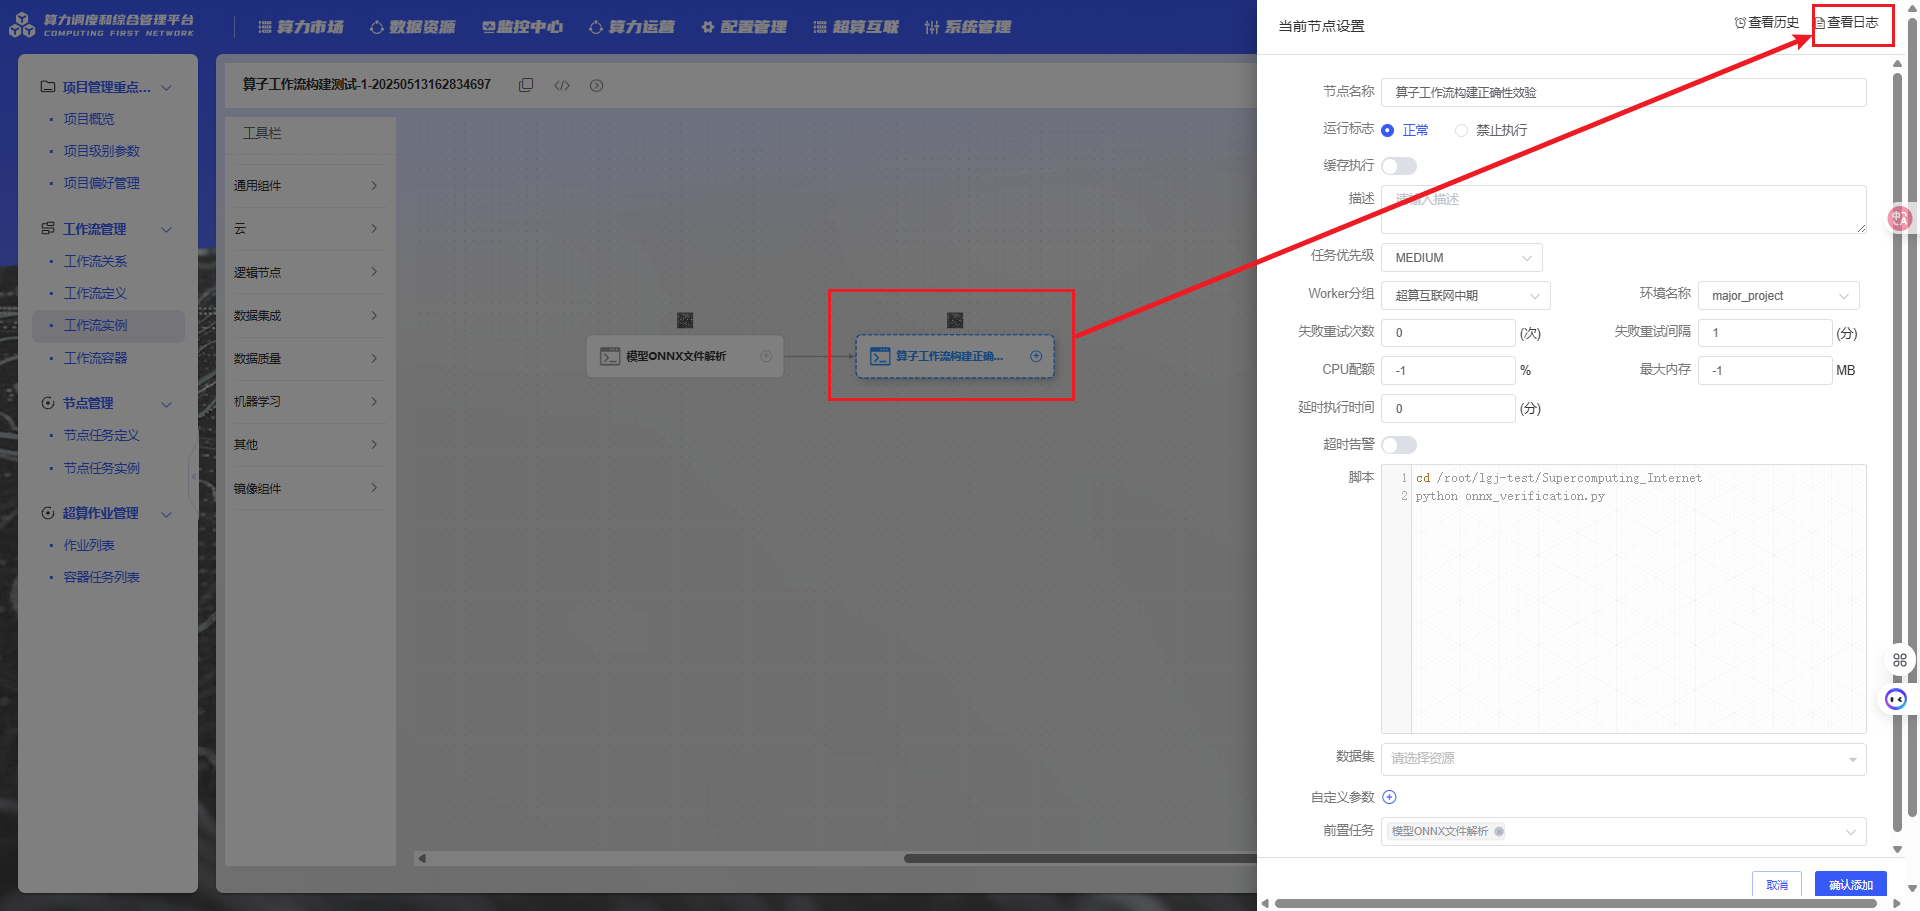 算力调度和综合管理平台
COMPUTING FIRST NETWORK
算力市场
数据资源
监控中心
算力运营
配置管理
超算互联
系统管理
项目管理重点...
项目概览
项目级别参数
项目偏好管理
工作流管理
工作流关系
工作流定义
工作流实例
工作流容器
节点管理
节点任务定义
节点任务实例
超算作业管理
作业列表
容器任务列表
算子工作流构建测试-1-20250513162834697
工具栏
通用组件
云
逻辑节点
数据集成
数据质量
机器学习
其他
镜像组件
模型ONNX文件解析
算子工作流构建正确...
当前节点设置
查看历史
查看日志
节点名称 算子工作流构建正确性效验
运行标志 正常 禁止执行
缓存执行
描述 请输入描述
任务优先级 MEDIUM
Worker分组 超算互联网中期 环境名称 major_project
失败重试次数 0 (次) 失败重试间隔 1 (分)
CPU配额 -1 % 最大内存 -1 MB
延时执行时间 0 (分)
超时告警
脚本
1 cd /root/lgj-test/Supercomputing_Internet
2 python onnx_verification.py
数据集 请选择资源
自定义参数
前置任务 模型ONNX文件解析
取消 确认添加